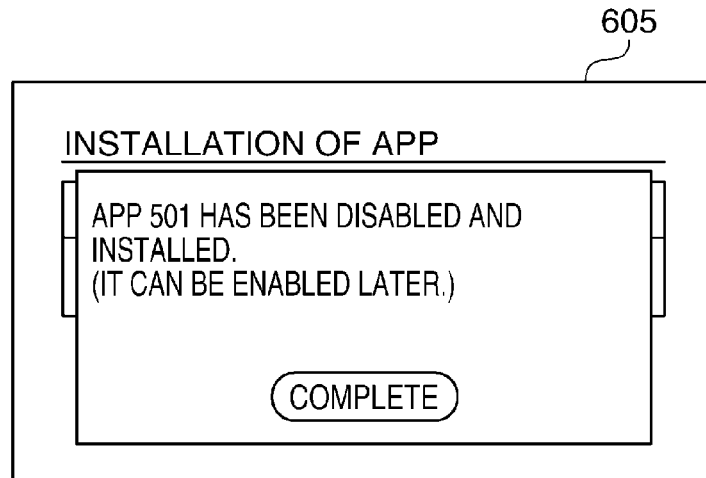 605
INSTALLATION OF APP
APP 501 HAS BEEN DISABLED AND
INSTALLED.
(IT CAN BE ENABLED LATER.)
COMPLETE